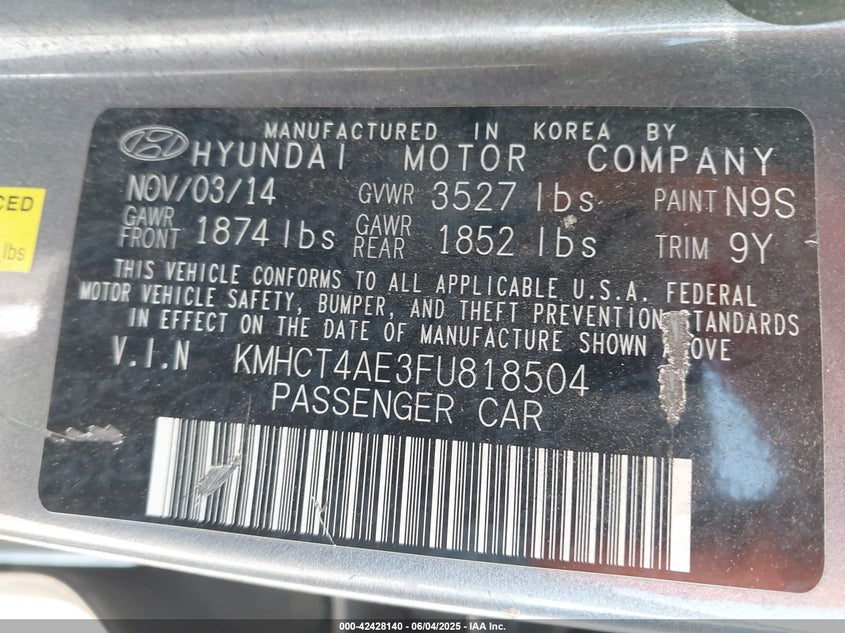 MANUFACTURED IN KOREA BY
HYUNDAI MOTOR COMPANY
NOV/03/14 GVWR 3527 lbs PAINT N9S
GAWR FRONT 1874 lbs GAWR REAR 1852 lbs TRIM 9Y
THIS VEHICLE CONFORMS TO ALL APPLICABLE U.S.A. FEDERAL
MOTOR VEHICLE SAFETY, BUMPER, AND THEFT PREVENTION STANDARDS
IN EFFECT ON THE DATE OF MANUFACTURE SHOWN ABOVE
V.I.N KMHCT4AE3FU818504
PASSENGER CAR
CED
lbs
000-42428140 - 06/04/2025 - IAA Inc.